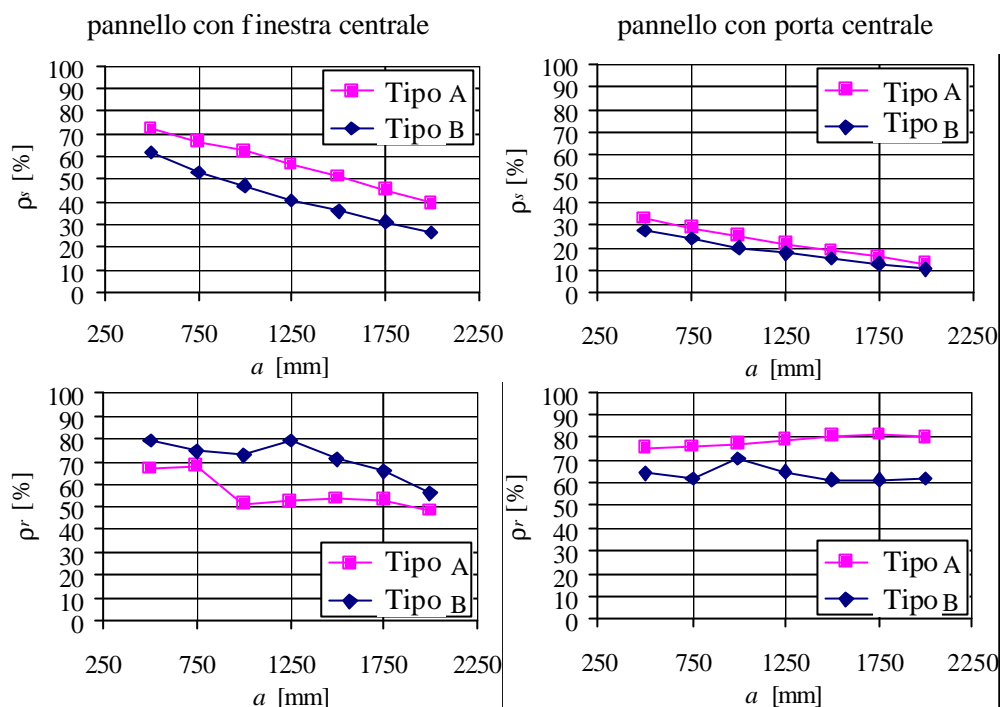 pannello con finestra centrale
pannello con porta centrale
100
90
80
70
60
50
40
30
20
10
0
ρs [%]
Tipo A
Tipo B
250 750 1250 1750 2250
a [mm]
100
90
80
70
60
50
40
30
20
10
0
ρs [%]
Tipo A
Tipo B
250 750 1250 1750 2250
a [mm]
100
90
80
70
60
50
40
30
20
10
0
ρr [%]
Tipo A
Tipo B
250 750 1250 1750 2250
a [mm]
100
90
80
70
60
50
40
30
20
10
0
ρr [%]
Tipo A
Tipo B
250 750 1250 1750 2250
a [mm]